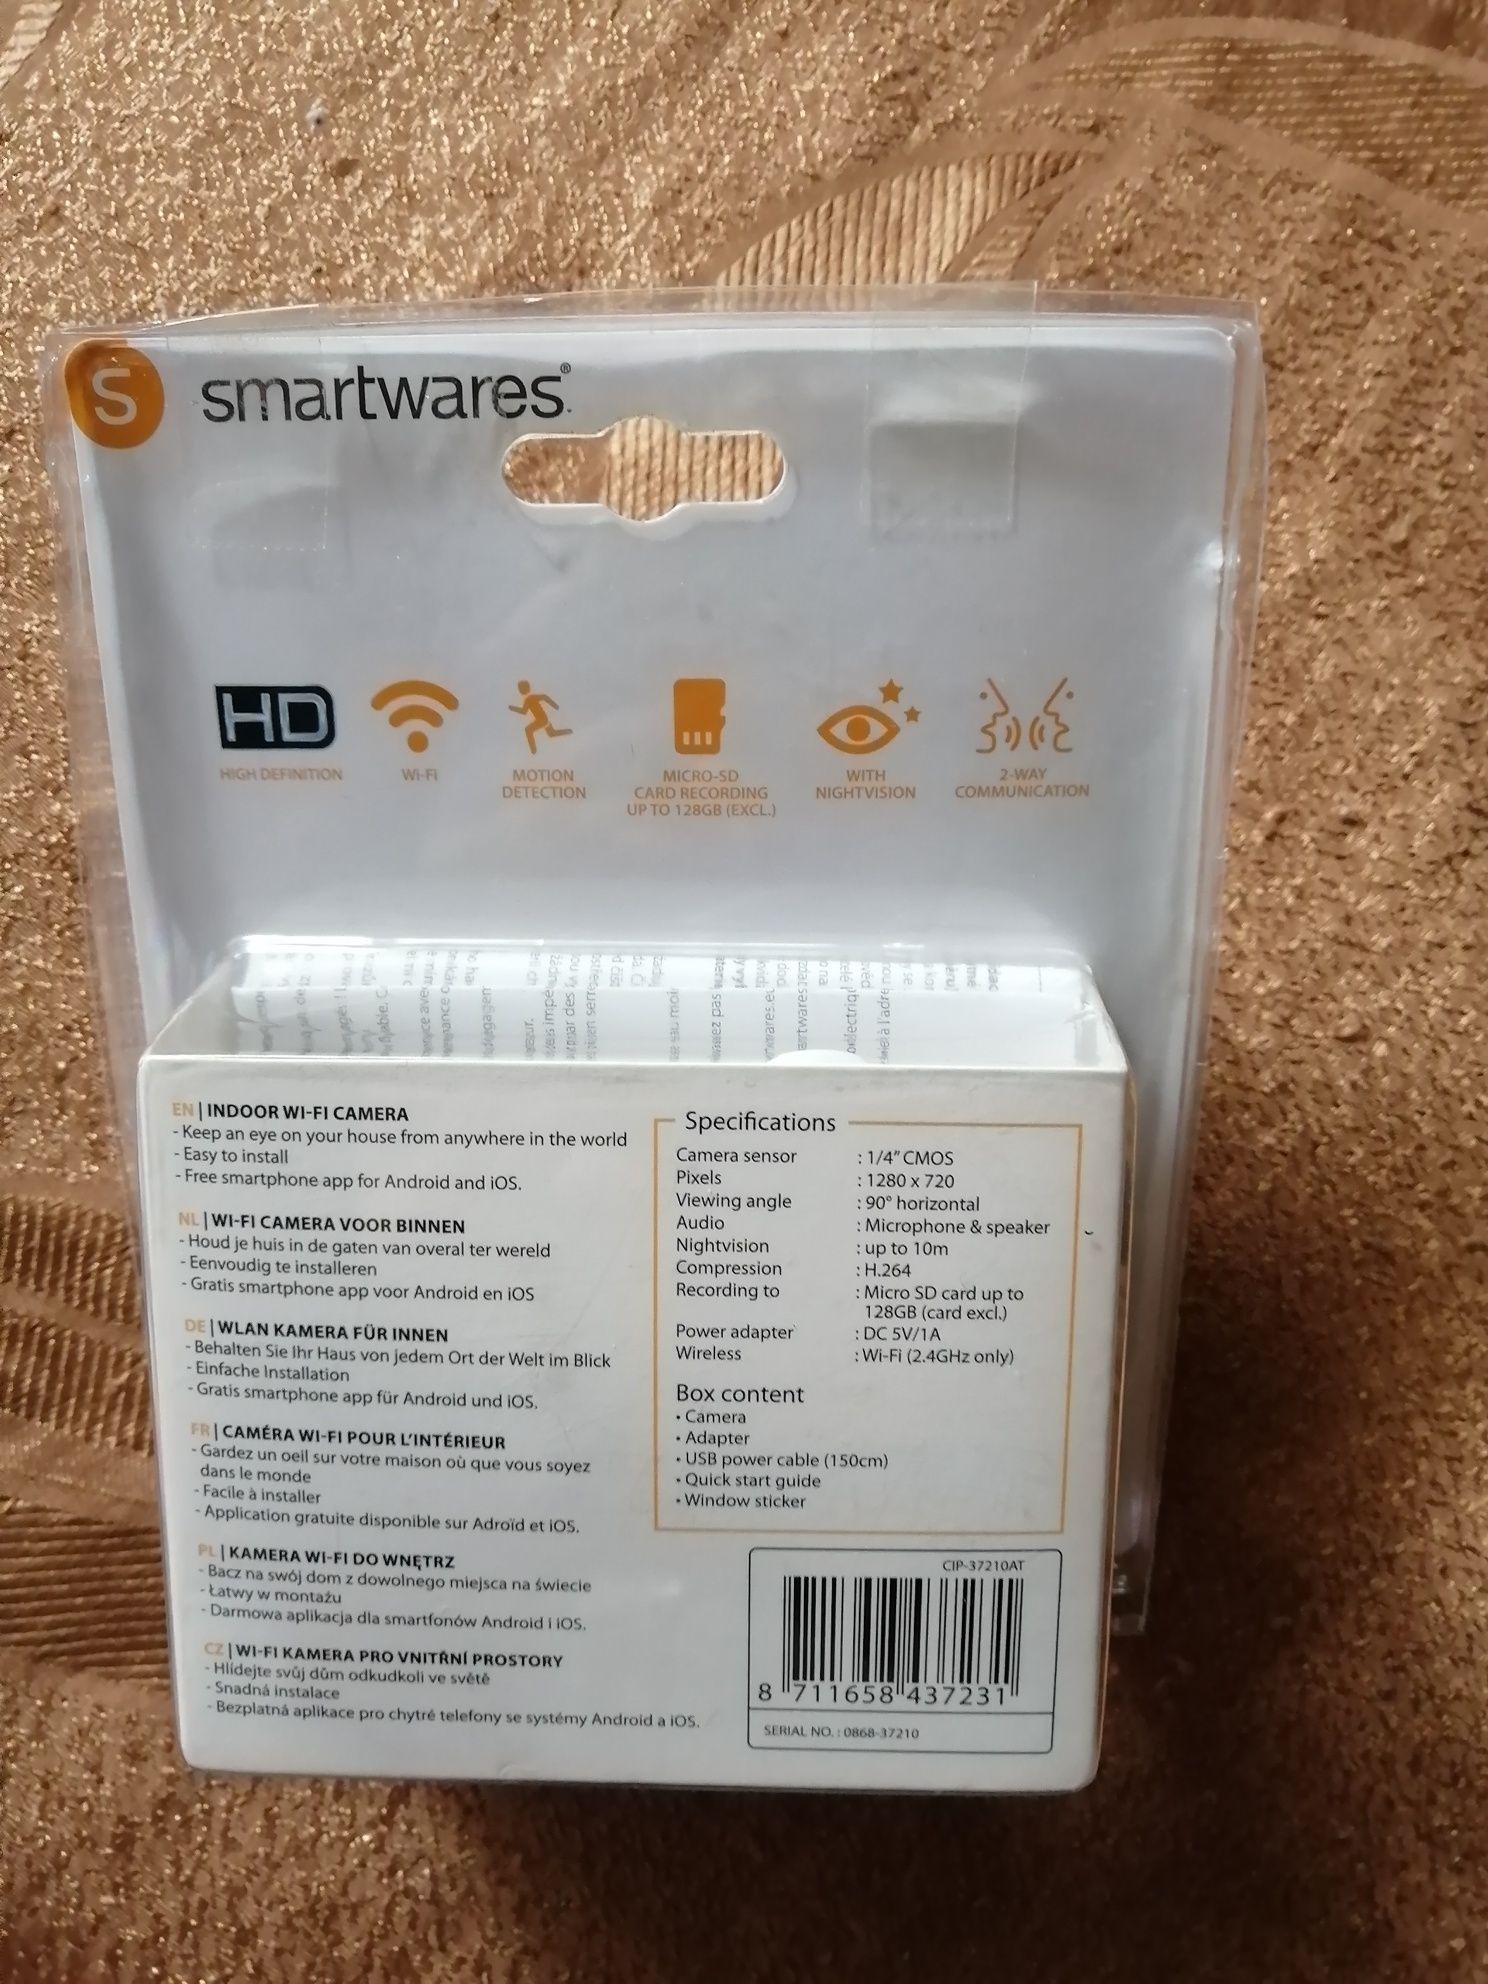 S
smartwares®
HD
HIGH DEFINITION
Wi-Fi
MOTION
DETECTION
MICRO-SD
CARD RECORDING
UP TO 128GB (EXCL.)
WITH
NIGHTVISION
2-WAY
COMMUNICATION
EN | INDOOR WI-FI CAMERA
- Keep an eye on your house from anywhere in the world
- Easy to install
- Free smartphone app for Android and iOS.
NL | WI-FI CAMERA VOOR BINNEN
- Houd je huis in de gaten van overal ter wereld
- Eenvoudig te installeren
- Gratis smartphone app voor Android en iOS
DE | WLAN KAMERA FÜR INNEN
- Behalten Sie Ihr Haus von jedem Ort der Welt im Blick
- Einfache Installation
- Gratis smartphone app für Android und iOS.
FR | CAMÉRA WI-FI POUR L'INTÉRIEUR
- Gardez un oeil sur votre maison où que vous soyez
dans le monde
- Facile à installer
- Application gratuite disponible sur Adroïd et iOS.
PL | KAMERA WI-FI DO WNĘTRZ
- Bacz na swój dom z dowolnego miejsca na świecie
- Łatwy w montażu
- Darmowa aplikacja dla smartfonów Android i iOS.
CZ | WI-FI KAMERA PRO VNITŘNÍ PROSTORY
- Hlídejte svůj dům odkudkoli ve světě
- Snadná instalace
- Bezplatná aplikace pro chytré telefony se systémy Android a iOS.
Specifications
Camera sensor : 1/4" CMOS
Pixels : 1280 x 720
Viewing angle : 90° horizontal
Audio : Microphone & speaker
Nightvision : up to 10m
Compression : H.264
Recording to : Micro SD card up to
128GB (card excl.)
Power adapter : DC 5V/1A
Wireless : Wi-Fi (2.4GHz only)
Box content
• Camera
• Adapter
• USB power cable (150cm)
• Quick start guide
• Window sticker
CIP-37210AT
8 711658 437231
SERIAL NO. : 0868-37210